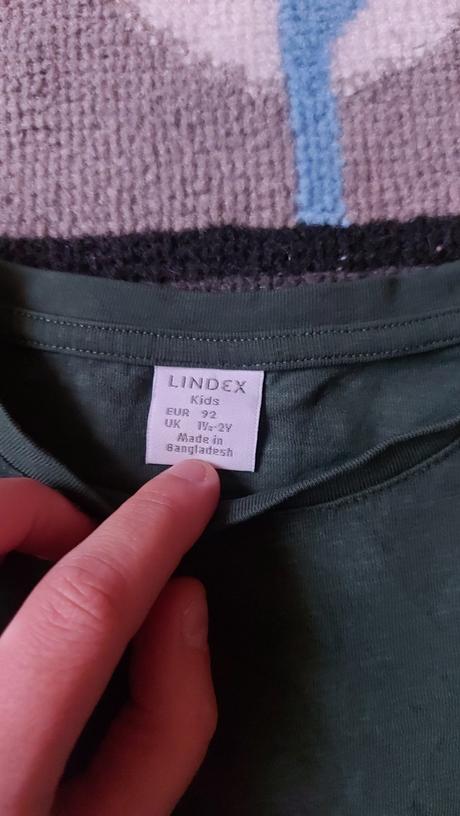 LINDEX
Kids
EUR 92
UK 1½-2Y
Made in
Bangladesh